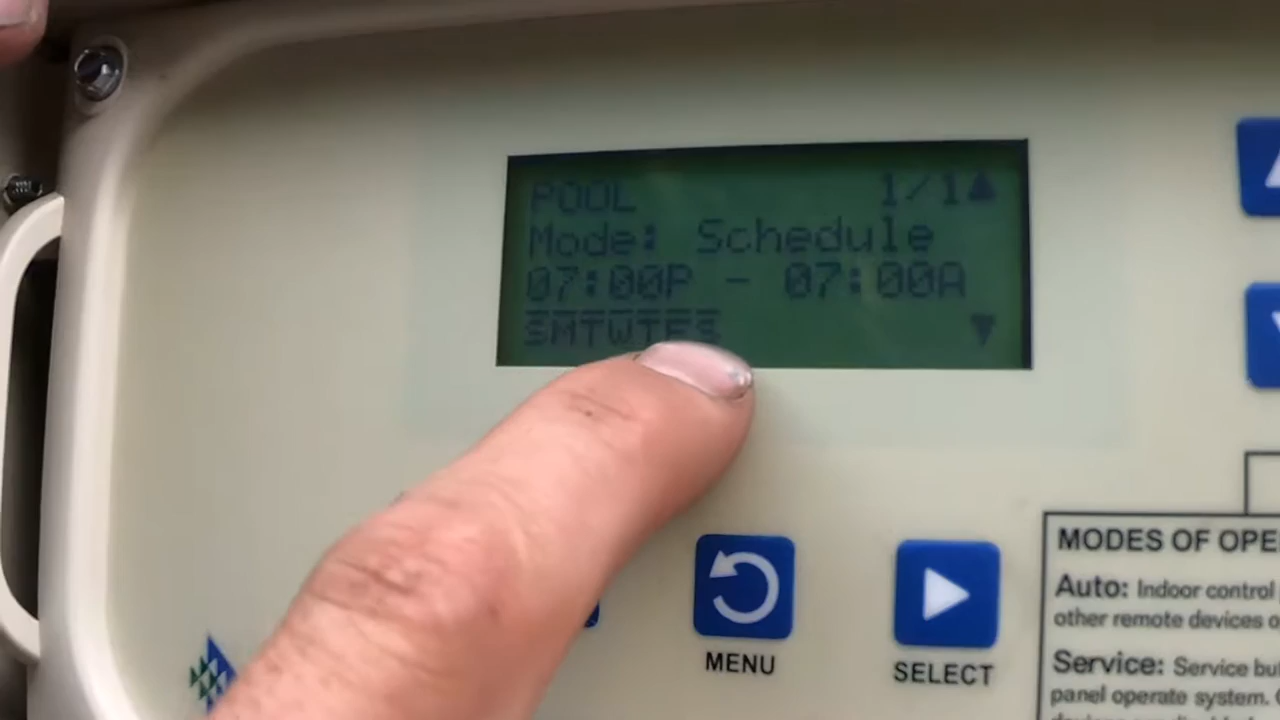 POOL 1/1▲
Mode: Schedule
07:00P - 07:00A
SMTWTFS ▼
MENU
SELECT
MODES OF OPE
Auto: Indoor control
other remote devices o
Service: Service bu
panel operate system.